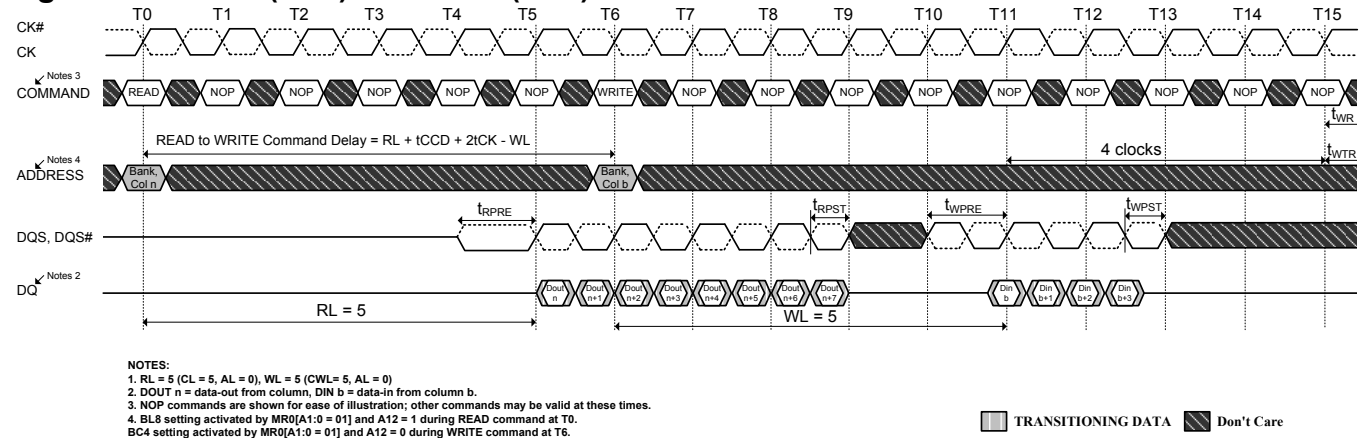 T0 T1 T2 T3 T4 T5 T6 T7 T8 T9 T10 T11 T12 T13 T14 T15
CK#
CK
Notes 3
COMMAND READ NOP NOP NOP NOP NOP WRITE NOP NOP NOP NOP NOP NOP NOP NOP NOP
tWR
READ to WRITE Command Delay = RL + tCCD + 2tCK - WL
4 clocks
tWTR
Notes 4
ADDRESS Bank, Col n Bank, Col b
tRPRE tRPST tWPRE tWPST
DQS, DQS#
Notes 2
DQ Dout n Dout n+1 Dout n+2 Dout n+3 Dout n+4 Dout n+5 Dout n+6 Dout n+7 Din b Din b+1 Din b+2 Din b+3
RL = 5 WL = 5
NOTES:
1. RL = 5 (CL = 5, AL = 0), WL = 5 (CWL= 5, AL = 0)
2. DOUT n = data-out from column, DIN b = data-in from column b.
3. NOP commands are shown for ease of illustration; other commands may be valid at these times.
4. BL8 setting activated by MR0[A1:0 = 01] and A12 = 1 during READ command at T0.
BC4 setting activated by MR0[A1:0 = 01] and A12 = 0 during WRITE command at T6.
TRANSITIONING DATA Don't Care